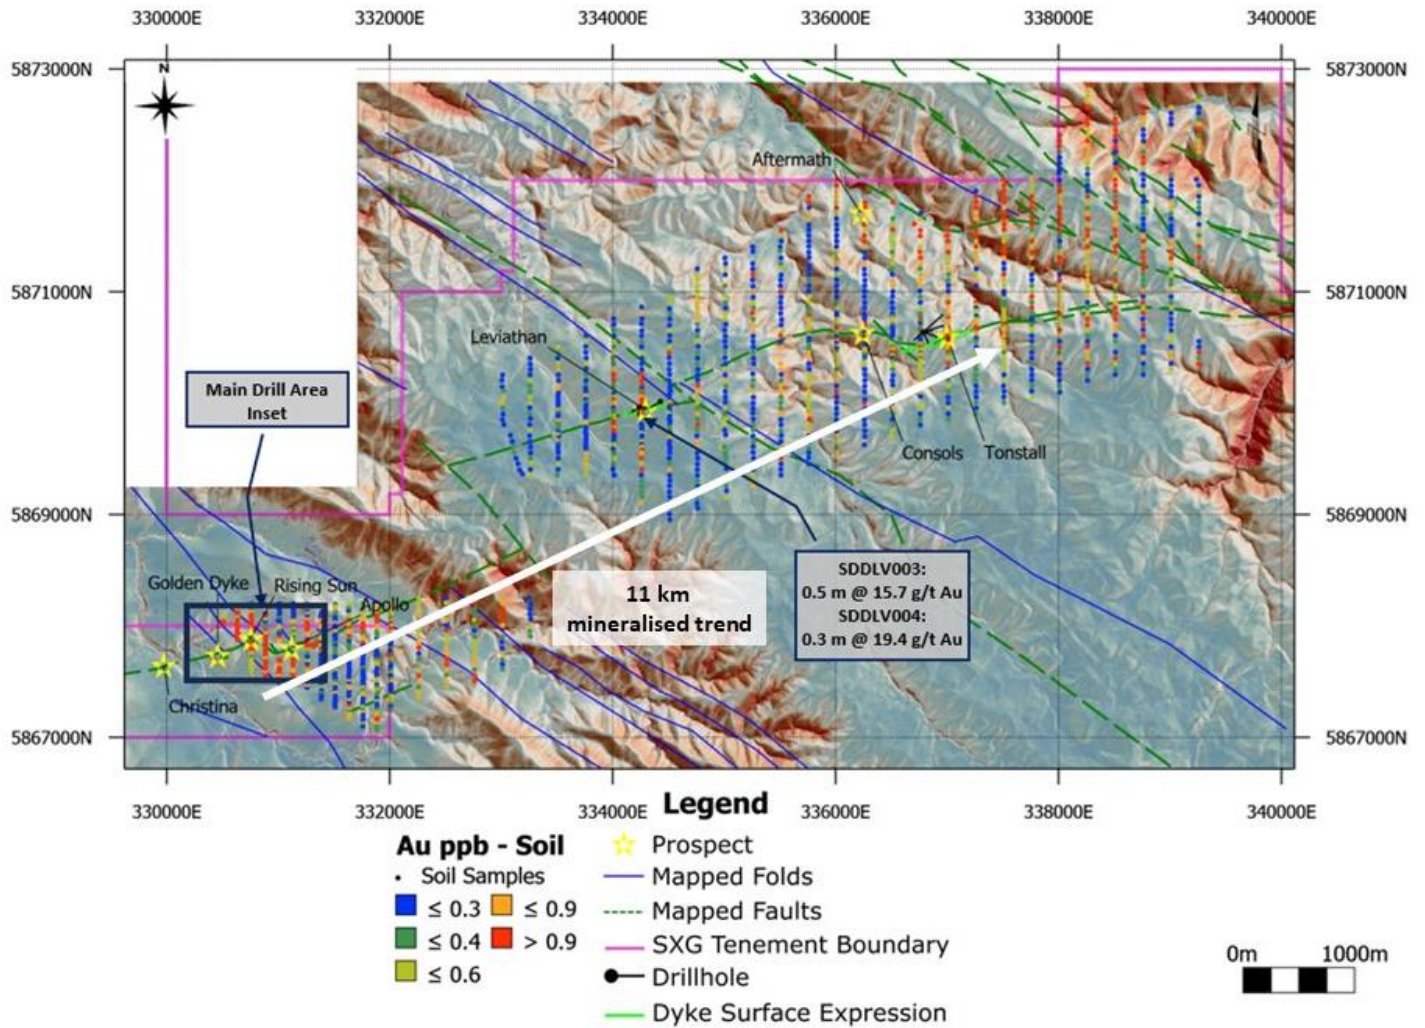 330000E 332000E 334000E 336000E 338000E 340000E
5873000N 5873000N
N
Aftermath
5871000N 5871000N
Leviathan
Main Drill Area
Inset
Consols Tonstall
5869000N 5869000N
SDDLV003:
0.5 m @ 15.7 g/t Au
SDDLV004:
0.3 m @ 19.4 g/t Au
Golden Dyke Rising Sun
Apollo
11 km
mineralised trend
Christina
5867000N 5867000N
330000E 332000E 334000E 336000E 338000E 340000E
Legend
Au ppb - Soil
Soil Samples
≤ 0.3 ≤ 0.9
≤ 0.4 > 0.9
≤ 0.6
Prospect
Mapped Folds
Mapped Faults
SXG Tenement Boundary
Drillhole
Dyke Surface Expression
0m 1000m